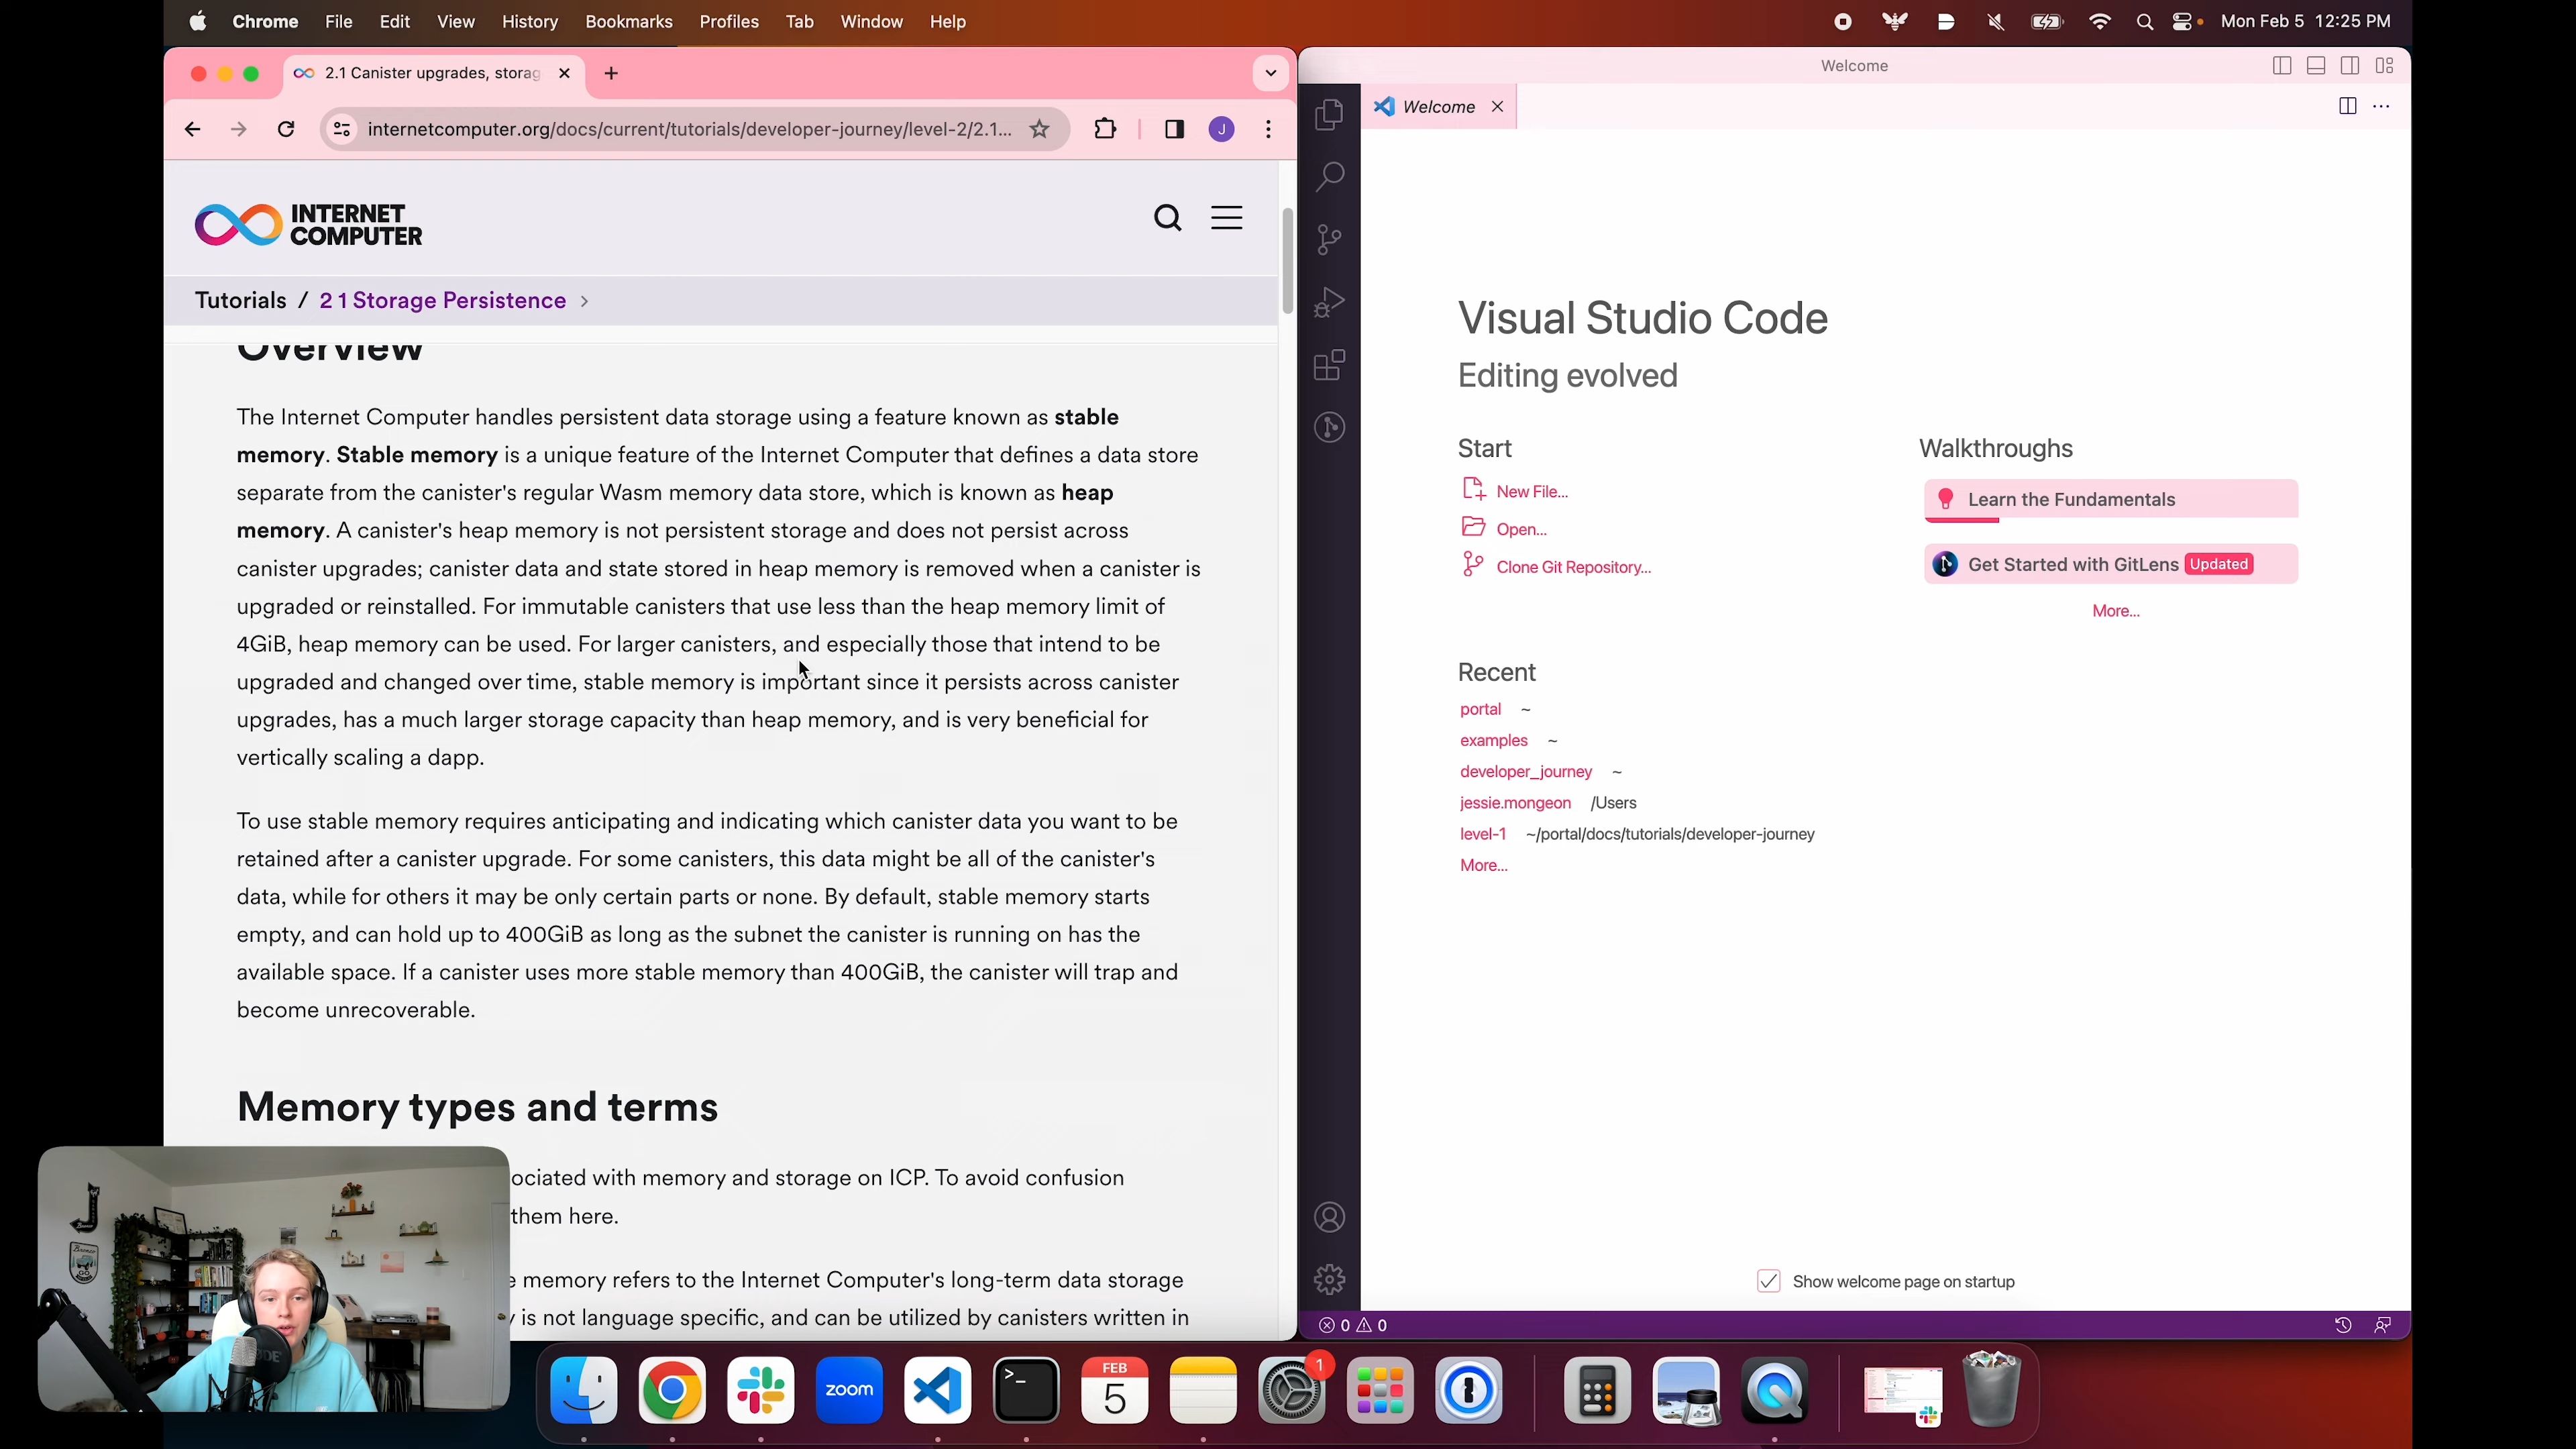 Chrome File Edit View History Bookmarks Profiles Tab Window Help
Mon Feb 5 12:25 PM
2.1 Canister upgrades, storag
internetcomputer.org/docs/current/tutorials/developer-journey/level-2/2.1...
J
INTERNET
COMPUTER
Tutorials / 2 1 Storage Persistence >
Overview
The Internet Computer handles persistent data storage using a feature known as stable
memory. Stable memory is a unique feature of the Internet Computer that defines a data store
separate from the canister's regular Wasm memory data store, which is known as heap
memory. A canister's heap memory is not persistent storage and does not persist across
canister upgrades; canister data and state stored in heap memory is removed when a canister is
upgraded or reinstalled. For immutable canisters that use less than the heap memory limit of
4GiB, heap memory can be used. For larger canisters, and especially those that intend to be
upgraded and changed over time, stable memory is important since it persists across canister
upgrades, has a much larger storage capacity than heap memory, and is very beneficial for
vertically scaling a dapp.
To use stable memory requires anticipating and indicating which canister data you want to be
retained after a canister upgrade. For some canisters, this data might be all of the canister's
data, while for others it may be only certain parts or none. By default, stable memory starts
empty, and can hold up to 400GiB as long as the subnet the canister is running on has the
available space. If a canister uses more stable memory than 400GiB, the canister will trap and
become unrecoverable.
Memory types and terms
ociated with memory and storage on ICP. To avoid confusion
them here.
e memory refers to the Internet Computer's long-term data storage
y is not language specific, and can be utilized by canisters written in
Welcome
Welcome
Visual Studio Code
Editing evolved
Start
New File...
Open...
Clone Git Repository...
Walkthroughs
Learn the Fundamentals
Get Started with GitLens Updated
More...
Recent
portal ~
examples ~
developer_journey ~
jessie.mongeon /Users
level-1 ~/portal/docs/tutorials/developer-journey
More...
Show welcome page on startup
0 0
zoom
>_
FEB
5
1